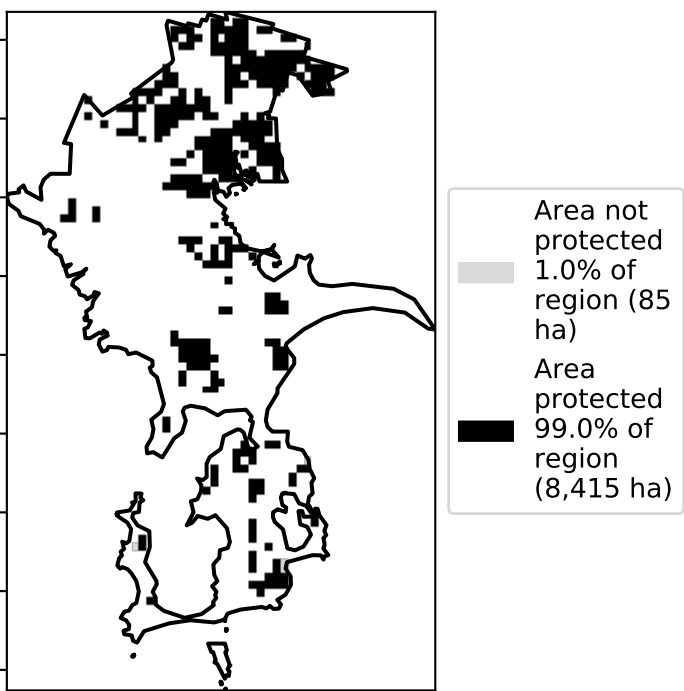 Area not
protected
1.0% of
region (85
ha)
Area
protected
99.0% of
region
(8,415 ha)